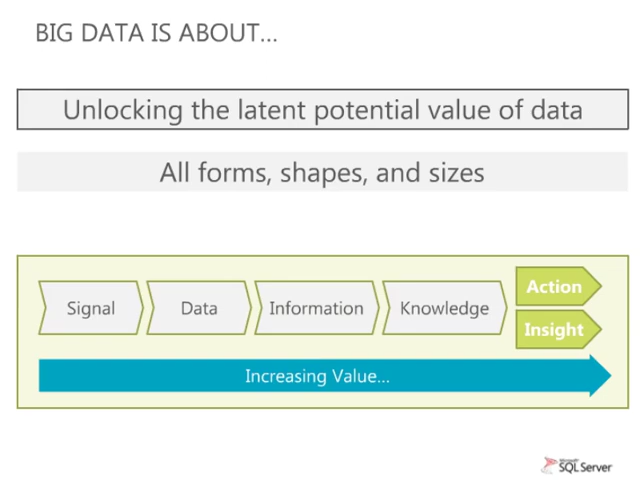 BIG DATA IS ABOUT...
Unlocking the latent potential value of data
All forms, shapes, and sizes
Signal
Data
Information
Knowledge
Action
Insight
Increasing Value...
Microsoft
SQL Server